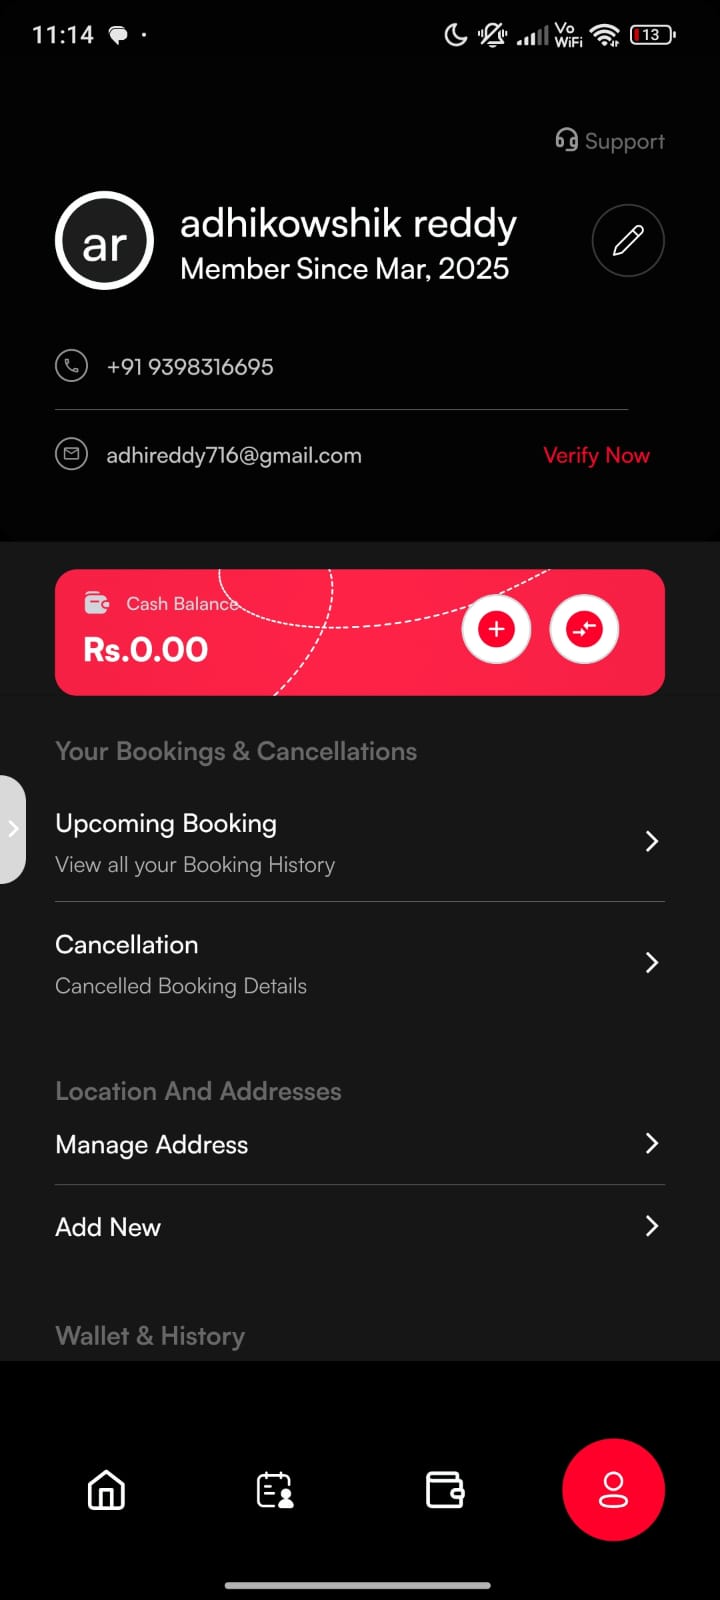 11:14
Vo
WiFi
13
Support
ar
adhikowshik reddy
Member Since Mar, 2025
+91 9398316695
adhireddy716@gmail.com
Verify Now
Cash Balance
Rs.0.00
Your Bookings & Cancellations
Upcoming Booking
View all your Booking History
Cancellation
Cancelled Booking Details
Location And Addresses
Manage Address
Add New
Wallet & History